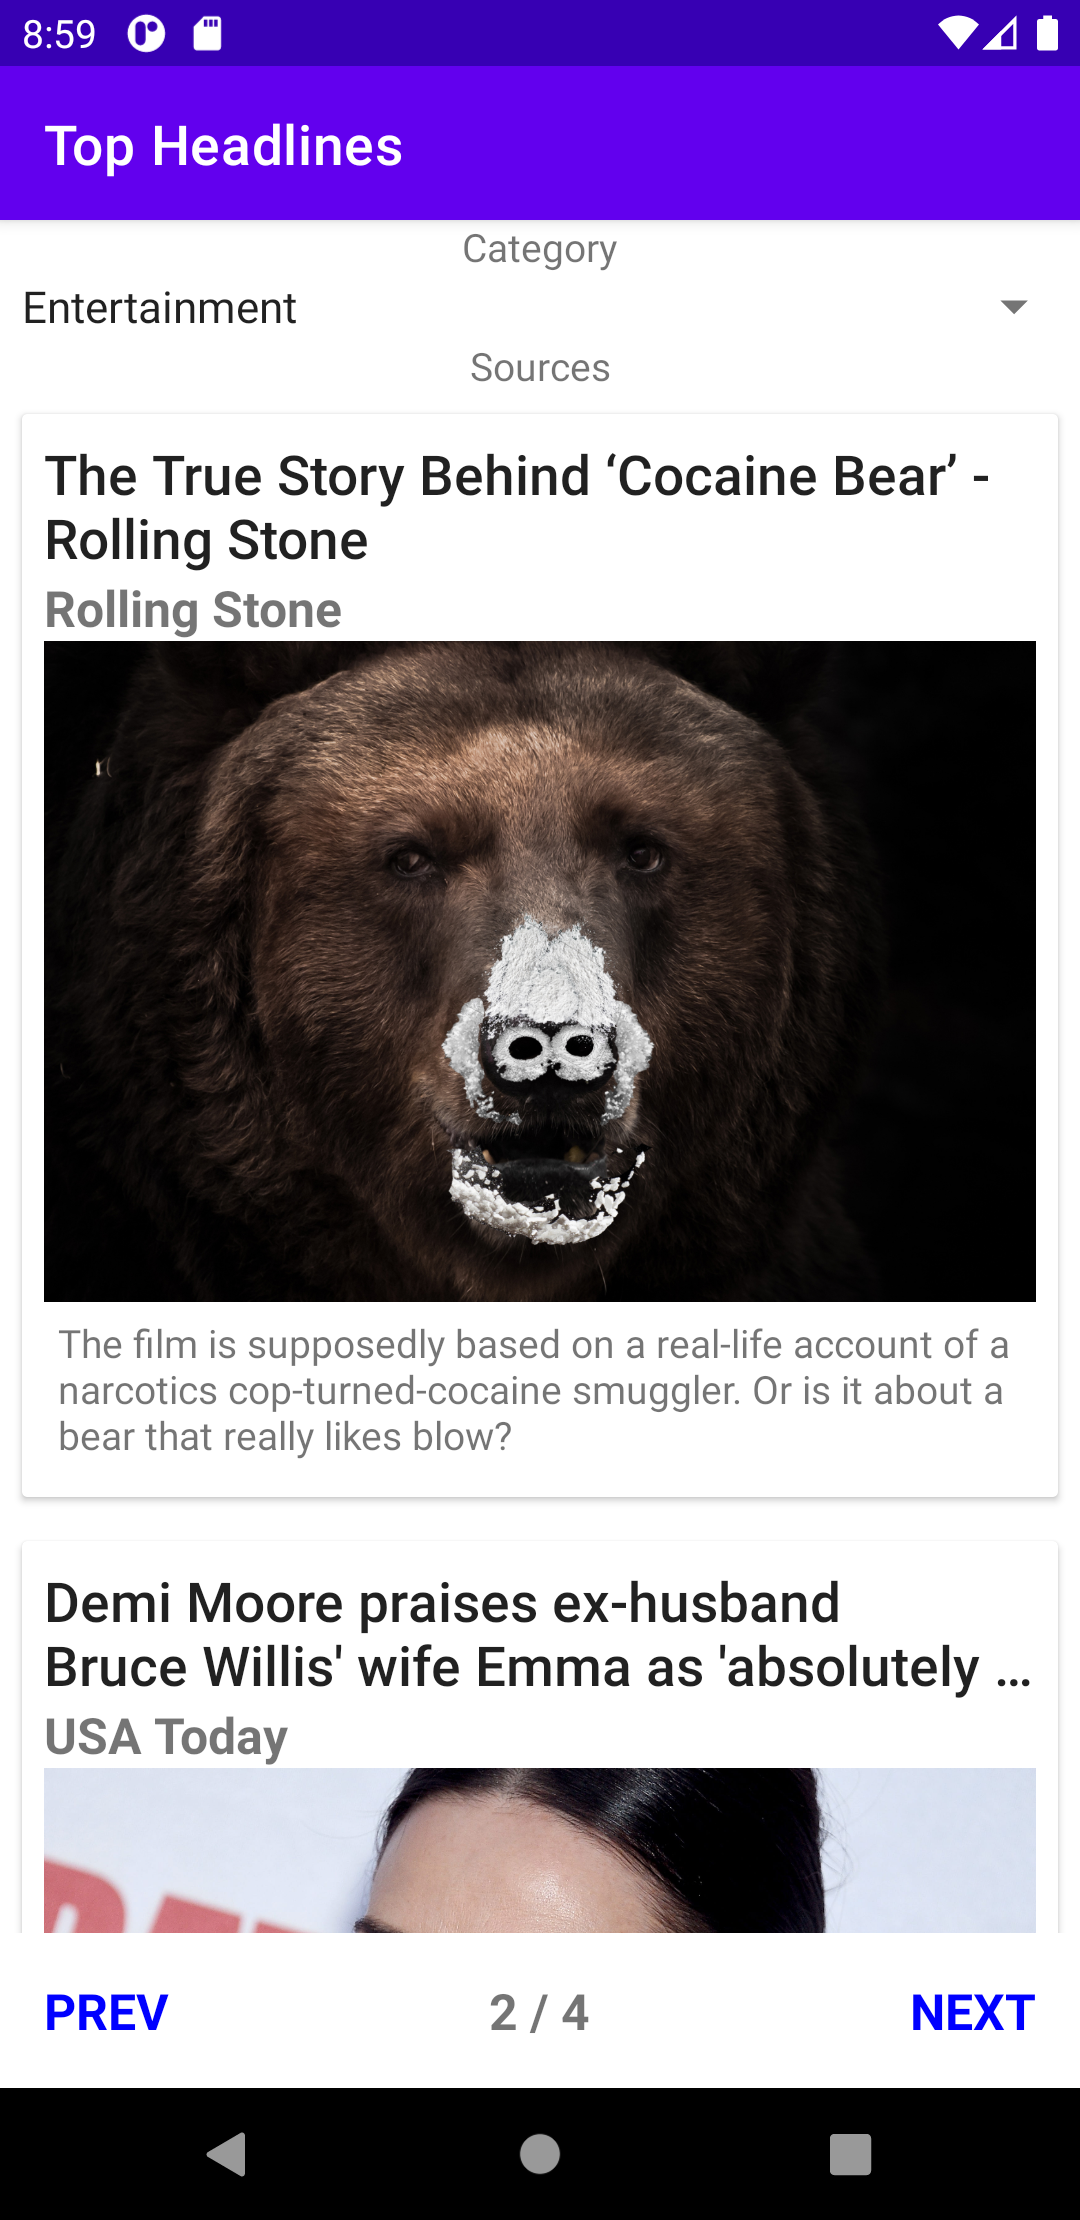 8:59
Top Headlines
Category
Entertainment
Sources
The True Story Behind ‘Cocaine Bear’ -
Rolling Stone
Rolling Stone
The film is supposedly based on a real-life account of a
narcotics cop-turned-cocaine smuggler. Or is it about a
bear that really likes blow?
Demi Moore praises ex-husband
Bruce Willis' wife Emma as 'absolutely ...
USA Today
PREV 2 / 4 NEXT